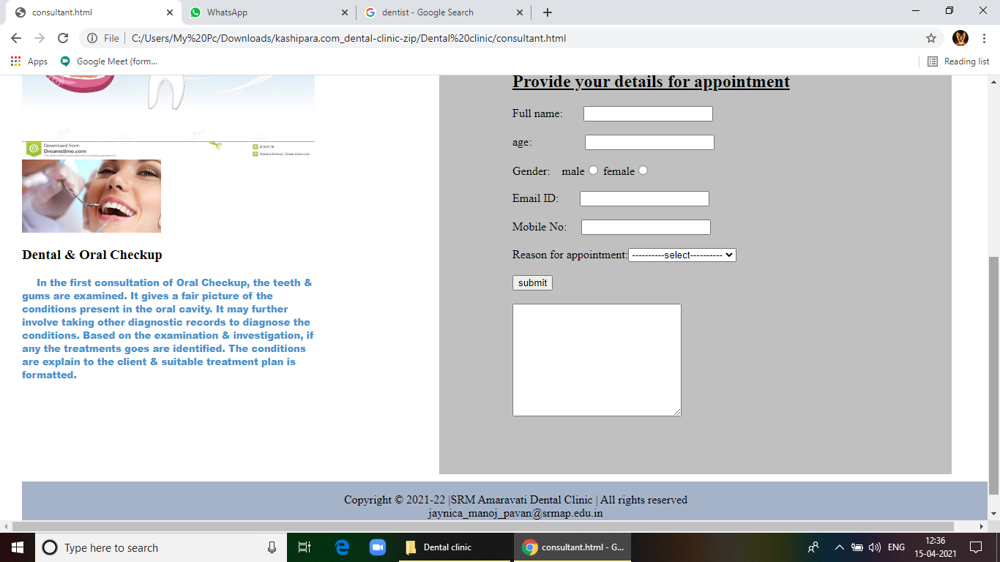 consultant.html
WhatsApp
dentist - Google Search
File
C:/Users/My%20Pc/Downloads/kashipara.com_dental-clinic-zip/Dental%20clinic/consultant.html
Apps
Google Meet (form...
Reading list
Download from
Dreamstime.com
Dental & Oral Checkup
In the first consultation of Oral Checkup, the teeth &
gums are examined. It gives a fair picture of the
conditions present in the oral cavity. It may further
involve taking other diagnostic records to diagnose the
conditions. Based on the examination & investigation, if
any the treatments goes are identified. The conditions
are explain to the client & suitable treatment plan is
formatted.
Provide your details for appointment
Full name:
age:
Gender: male female
Email ID:
Mobile No:
Reason for appointment: ----------select----------
submit
Copyright © 2021-22 |SRM Amaravati Dental Clinic | All rights reserved
jaynica_manoj_pavan@srmap.edu.in
Type here to search
Dental clinic
consultant.html - G...
ENG
12:36
15-04-2021